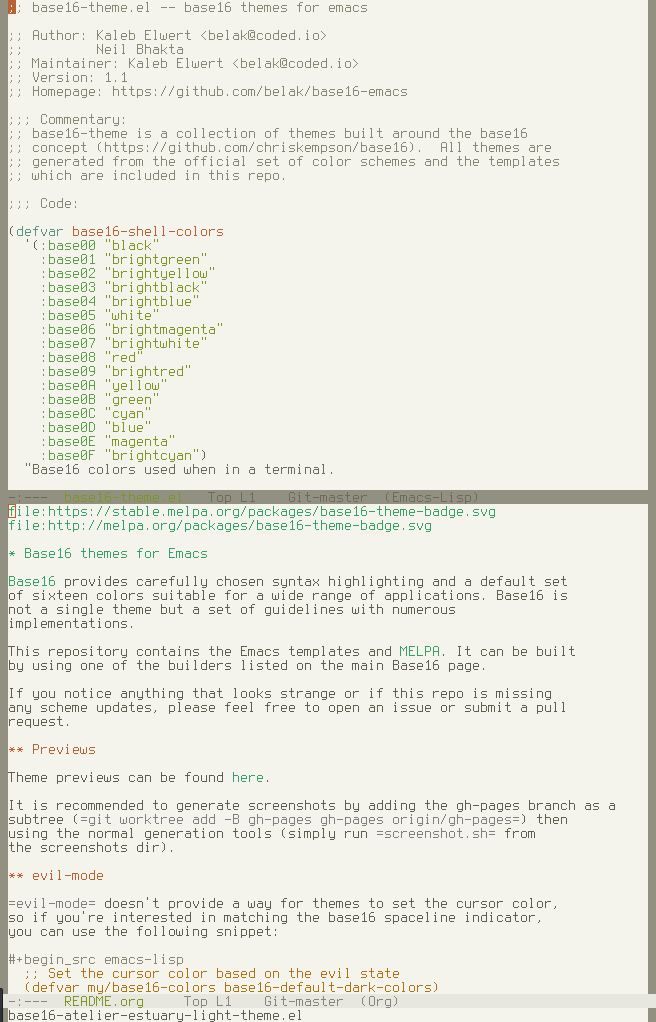 ;; base16-theme.el -- base16 themes for emacs
;; Author: Kaleb Elwert <belak@coded.io>
;;         Neil Bhakta
;; Maintainer: Kaleb Elwert <belak@coded.io>
;; Version: 1.1
;; Homepage: https://github.com/belak/base16-emacs
;;; Commentary:
;; base16-theme is a collection of themes built around the base16
;; concept (https://github.com/chriskempson/base16).  All themes are
;; generated from the official set of color schemes and the templates
;; which are included in this repo.
;;; Code:
(defvar base16-shell-colors
  '(:base00 "black"
    :base01 "brightgreen"
    :base02 "brightyellow"
    :base03 "brightblack"
    :base04 "brightblue"
    :base05 "white"
    :base06 "brightmagenta"
    :base07 "brightwhite"
    :base08 "red"
    :base09 "brightred"
    :base0A "yellow"
    :base0B "green"
    :base0C "cyan"
    :base0D "blue"
    :base0E "magenta"
    :base0F "brightcyan")
  "Base16 colors used when in a terminal.
-:---  base16-theme.el   Top L1    Git-master  (Emacs-Lisp)
file:https://stable.melpa.org/packages/base16-theme-badge.svg
file:http://melpa.org/packages/base16-theme-badge.svg
* Base16 themes for Emacs
Base16 provides carefully chosen syntax highlighting and a default set
of sixteen colors suitable for a wide range of applications. Base16 is
not a single theme but a set of guidelines with numerous
implementations.
This repository contains the Emacs templates and MELPA. It can be built
by using one of the builders listed on the main Base16 page.
If you notice anything that looks strange or if this repo is missing
any scheme updates, please feel free to open an issue or submit a pull
request.
** Previews
Theme previews can be found here.
It is recommended to generate screenshots by adding the gh-pages branch as a
subtree (=git worktree add -B gh-pages gh-pages origin/gh-pages=) then
using the normal generation tools (simply run =screenshot.sh= from
the screenshots dir).
** evil-mode
=evil-mode= doesn't provide a way for themes to set the cursor color,
so if you're interested in matching the base16 spaceline indicator,
you can use the following snippet:
#+begin_src emacs-lisp
  ;; Set the cursor color based on the evil state
  (defvar my/base16-colors base16-default-dark-colors)
-:---  README.org     Top L1    Git-master  (Org)
base16-atelier-estuary-light-theme.el